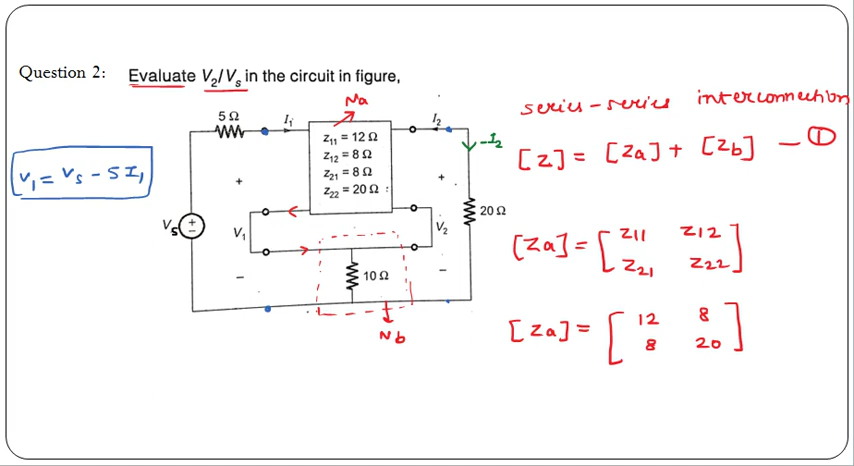 Question 2: Evaluate V2/Vs in the circuit in figure,
Na
series-series interconnection
5 Ω
I1
I2
Z11 = 12 Ω
Z12 = 8 Ω
Z21 = 8 Ω
Z22 = 20 Ω :
-I2
[Z] = [Za] + [Zb] — ①
V1 = Vs - 5I1
+
+
20 Ω
Vs
+
-
V1
V2
[Za] = [ Z11 Z12
Z21 Z22 ]
-
10 Ω
-
Nb
[Za] = [ 12 8
8 20 ]